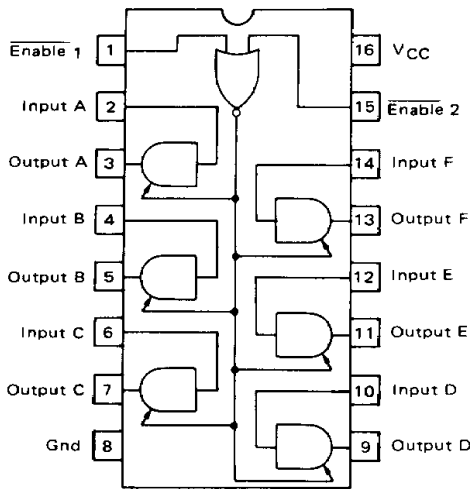 Enable 1 1
Input A 2
Output A 3
Input B 4
Output B 5
Input C 6
Output C 7
Gnd 8
16 VCC
15 Enable 2
14 Input F
13 Output F
12 Input E
11 Output E
10 Input D
9 Output D